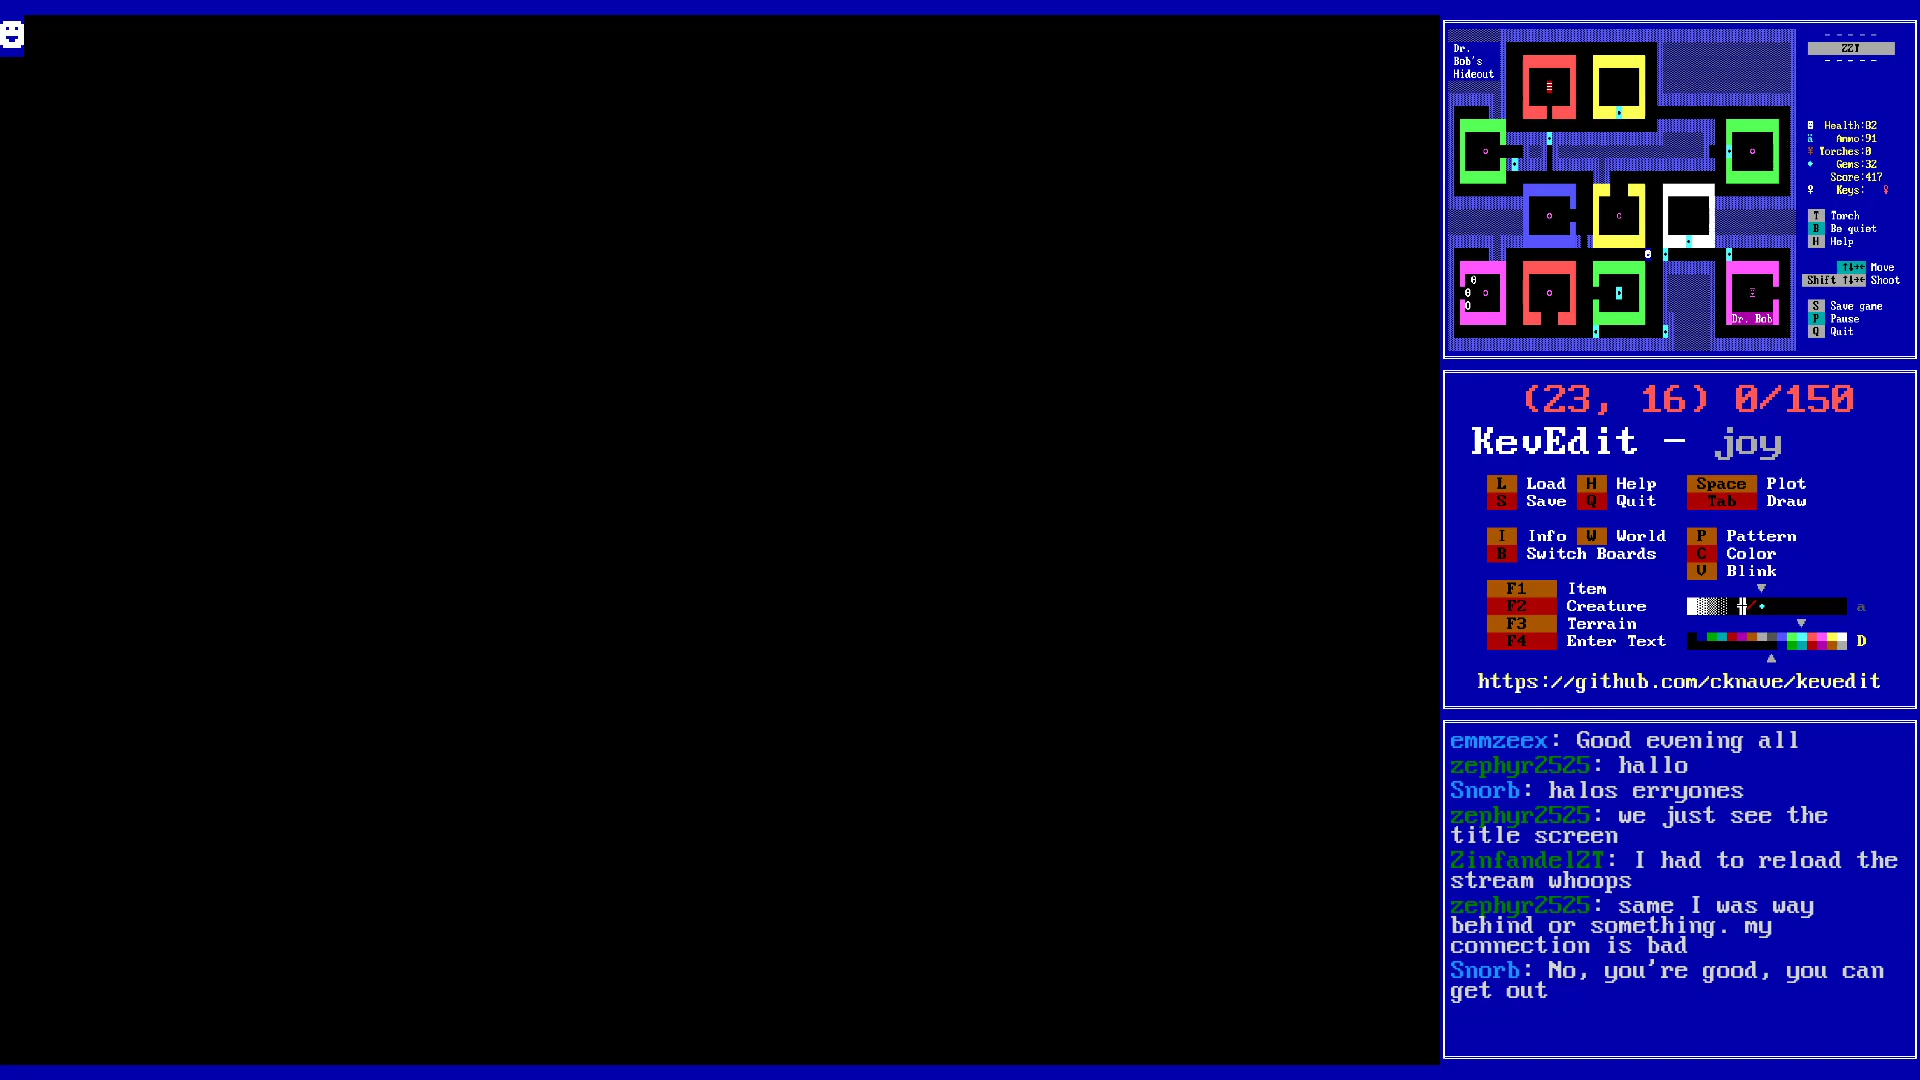 Dr.
Bob's
Hideout
ZZT
Health:82
Ammo:91
Torches:0
Gems:32
Score:417
Keys:
T Torch
B Be quiet
H Help
↑↓→← Move
Shift ↑↓→← Shoot
S Save game
P Pause
Q Quit
Dr. Bob
(23, 16) 0/150
KevEdit - joy
L Load H Help Space Plot
S Save Q Quit Tab Draw
I Info W World P Pattern
B Switch Boards C Color
V Blink
F1 Item
F2 Creature a
F3 Terrain
F4 Enter Text D
https://github.com/cknave/kevedit
emmzeex: Good evening all
zephyr2525: hallo
Snorb: halos erryones
zephyr2525: we just see the
title screen
ZinfandelZT: I had to reload the
stream whoops
zephyr2525: same I was way
behind or something. my
connection is bad
Snorb: No, you're good, you can
get out